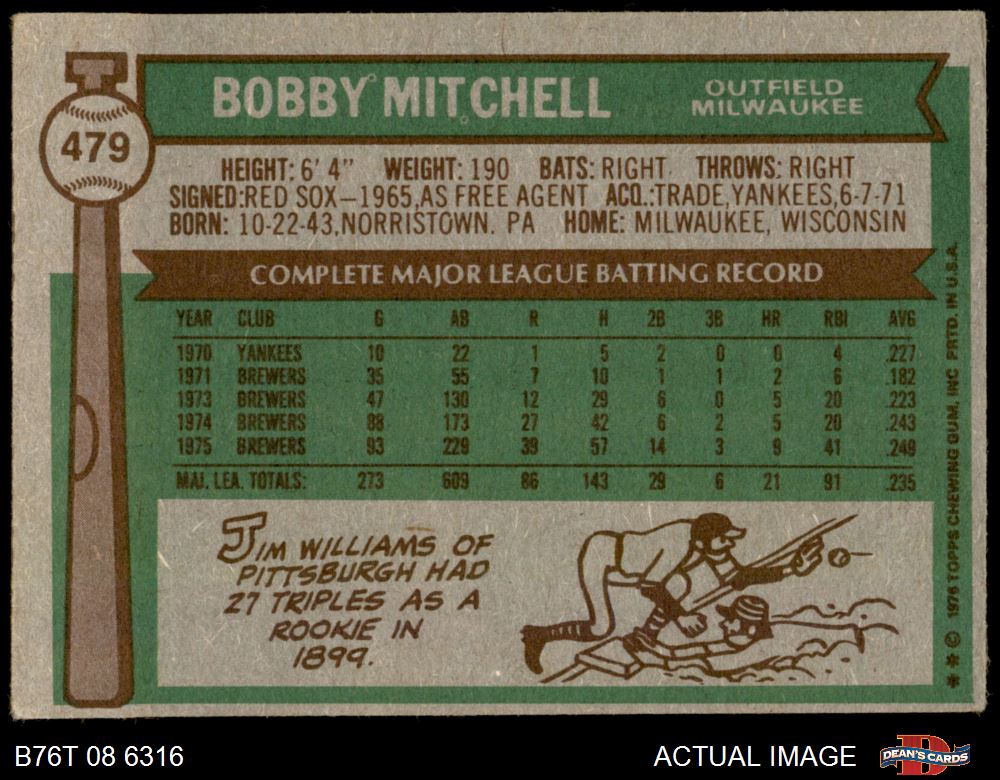 BOBBY MITCHELL
OUTFIELD
MILWAUKEE
479
HEIGHT: 6' 4" WEIGHT: 190 BATS: RIGHT THROWS: RIGHT
SIGNED:RED SOX—1965,AS FREE AGENT ACQ.:TRADE,YANKEES,6-7-71
BORN: 10-22-43,NORRISTOWN. PA HOME: MILWAUKEE, WISCONSIN
COMPLETE MAJOR LEAGUE BATTING RECORD
YEAR CLUB G AB R H 2B 3B HR RBI AVG
1970 YANKEES 10 22 1 5 2 0 0 4 .227
1971 BREWERS 35 55 7 10 1 1 2 6 .182
1973 BREWERS 47 130 12 29 6 0 5 20 .223
1974 BREWERS 88 173 27 42 6 2 5 20 .243
1975 BREWERS 93 229 39 57 14 3 9 41 .249
MAJ. LEA. TOTALS: 273 609 86 143 29 6 21 91 .235
JIM WILLIAMS OF
PITTSBURGH HAD
27 TRIPLES AS A
ROOKIE IN
1899.
** © 1976 TOPPS CHEWING GUM, INC PRTD. IN U.S.A.
B76T 08 6316
ACTUAL IMAGE
DEAN'S CARDS